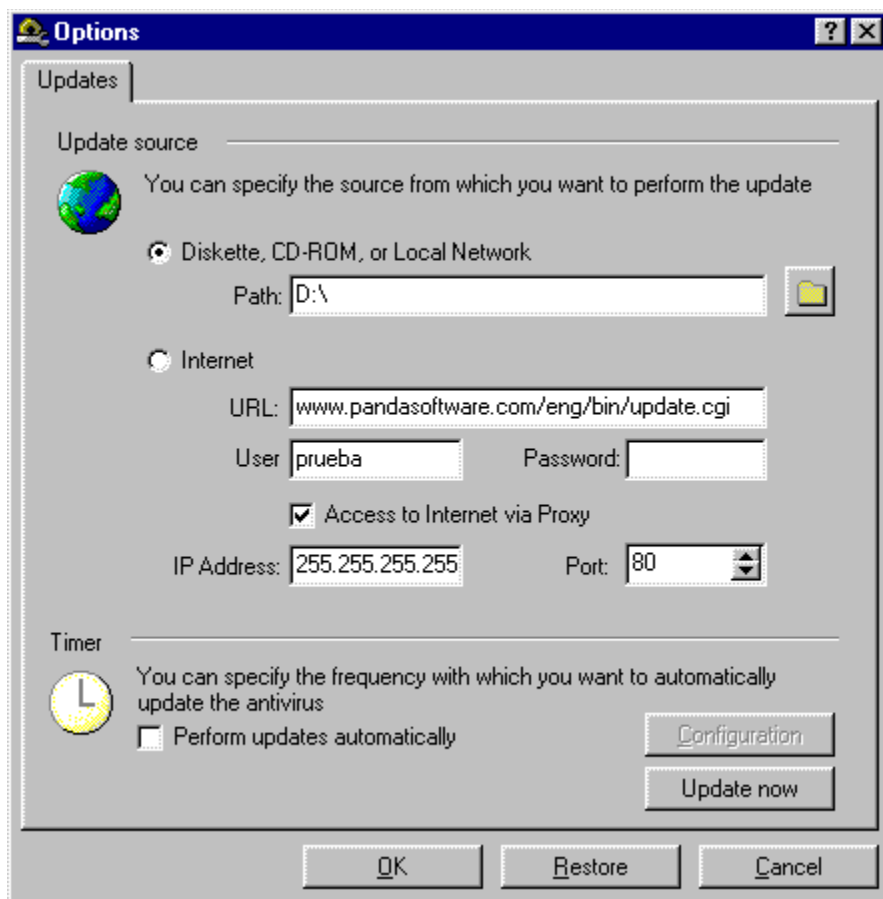 Options
Updates
Update source
You can specify the source from which you want to perform the update
Diskette, CD-ROM, or Local Network
Path: D:\
Internet
URL: www.pandasoftware.com/eng/bin/update.cgi
User prueba Password:
Access to Internet via Proxy
IP Address: 255.255.255.255 Port: 80
Timer
You can specify the frequency with which you want to automatically
update the antivirus
Perform updates automatically
Configuration
Update now
OK Restore Cancel